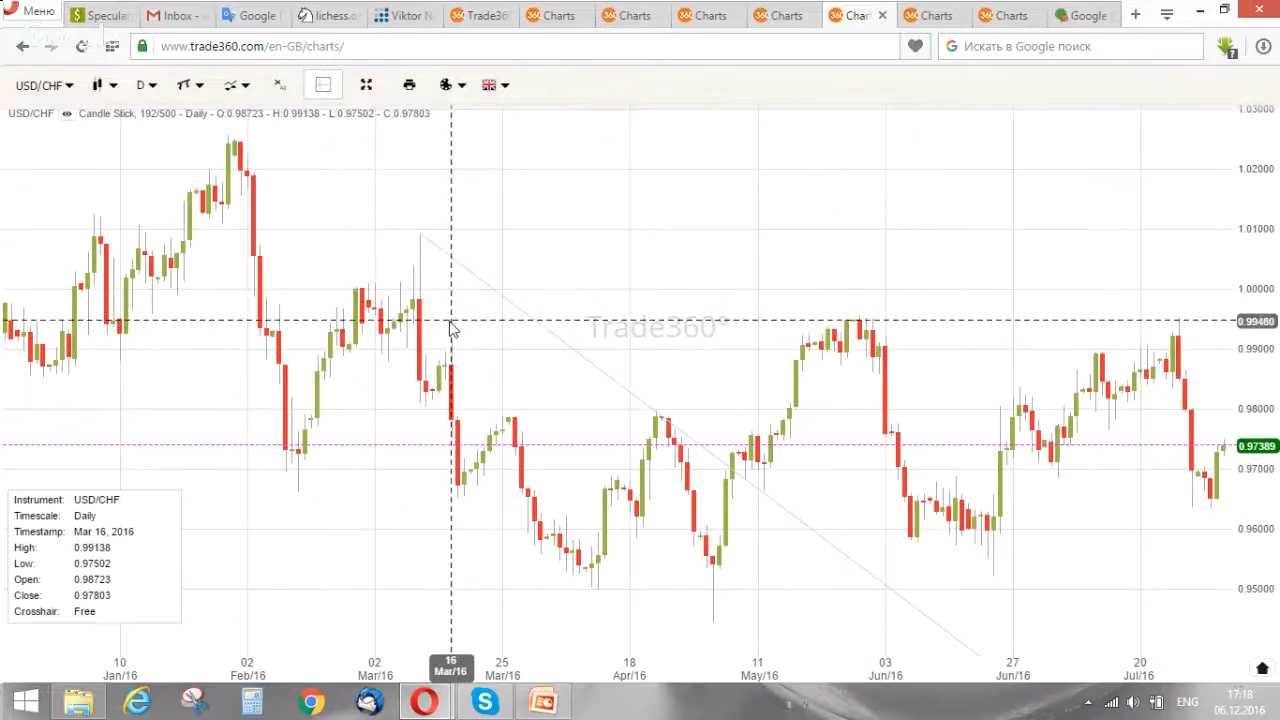 Меню
Specular
Inbox -
Google П
lichess.o
Viktor N
Trade36
Charts
Charts
Charts
Charts
Char
Charts
Charts
Google
www.trade360.com/en-GB/charts/
Искать в Google поиск
USD/CHF
D
USD/CHF Candle Stick, 192/500 - Daily - O:0.98723 - H:0.99138 - L:0.97502 - C:0.97803
1.03000
1.02000
1.01000
1.00000
Trade360°
0.99480
0.99000
0.98000
0.97389
0.97000
0.96000
0.95000
Instrument: USD/CHF
Timescale: Daily
Timestamp: Mar 16, 2016
High: 0.99138
Low: 0.97502
Open: 0.98723
Close: 0.97803
Crosshair: Free
10 02 02 16 25 18 11 03 27 20
Jan/16 Feb/16 Mar/16 Mar/16 Mar/16 Apr/16 May/16 Jun/16 Jun/16 Jul/16
ENG
17:18
06.12.2016